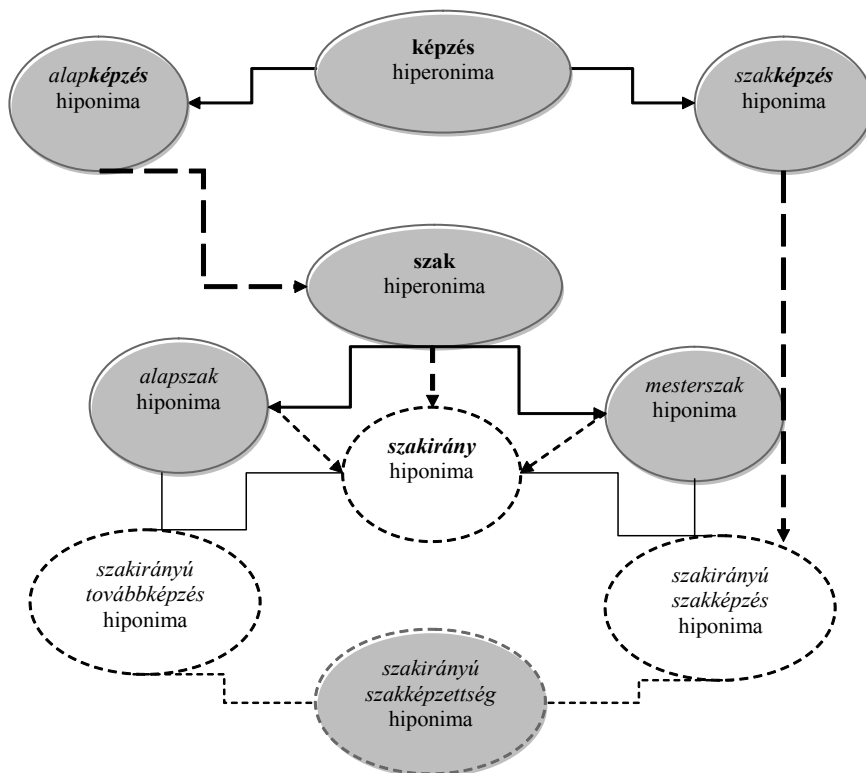 képzés
hiperonima
alapképzés
hiponima
szakképzés
hiponima
szak
hiperonima
alapszak
hiponima
mesterszak
hiponima
szakirány
hiponima
szakirányú
továbbképzés
hiponima
szakirányú
szakképzés
hiponima
szakirányú
szakképzettség
hiponima